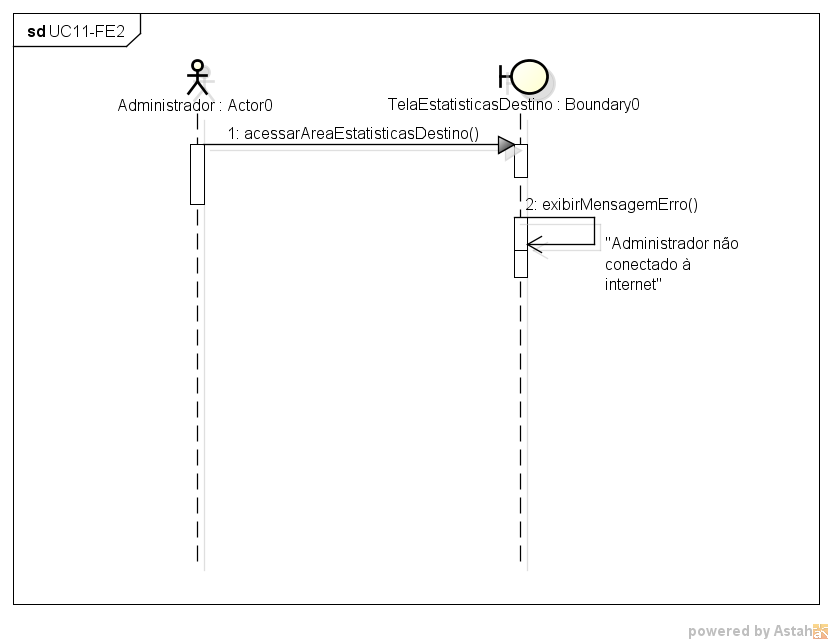 sd UC11-FE2
Administrador : Actor0
TelaEstatisticasDestino : Boundary0
1: acessarAreaEstatisticasDestino()
2: exibirMensagemErro()
"Administrador não
conectado à
internet"
powered by Astah